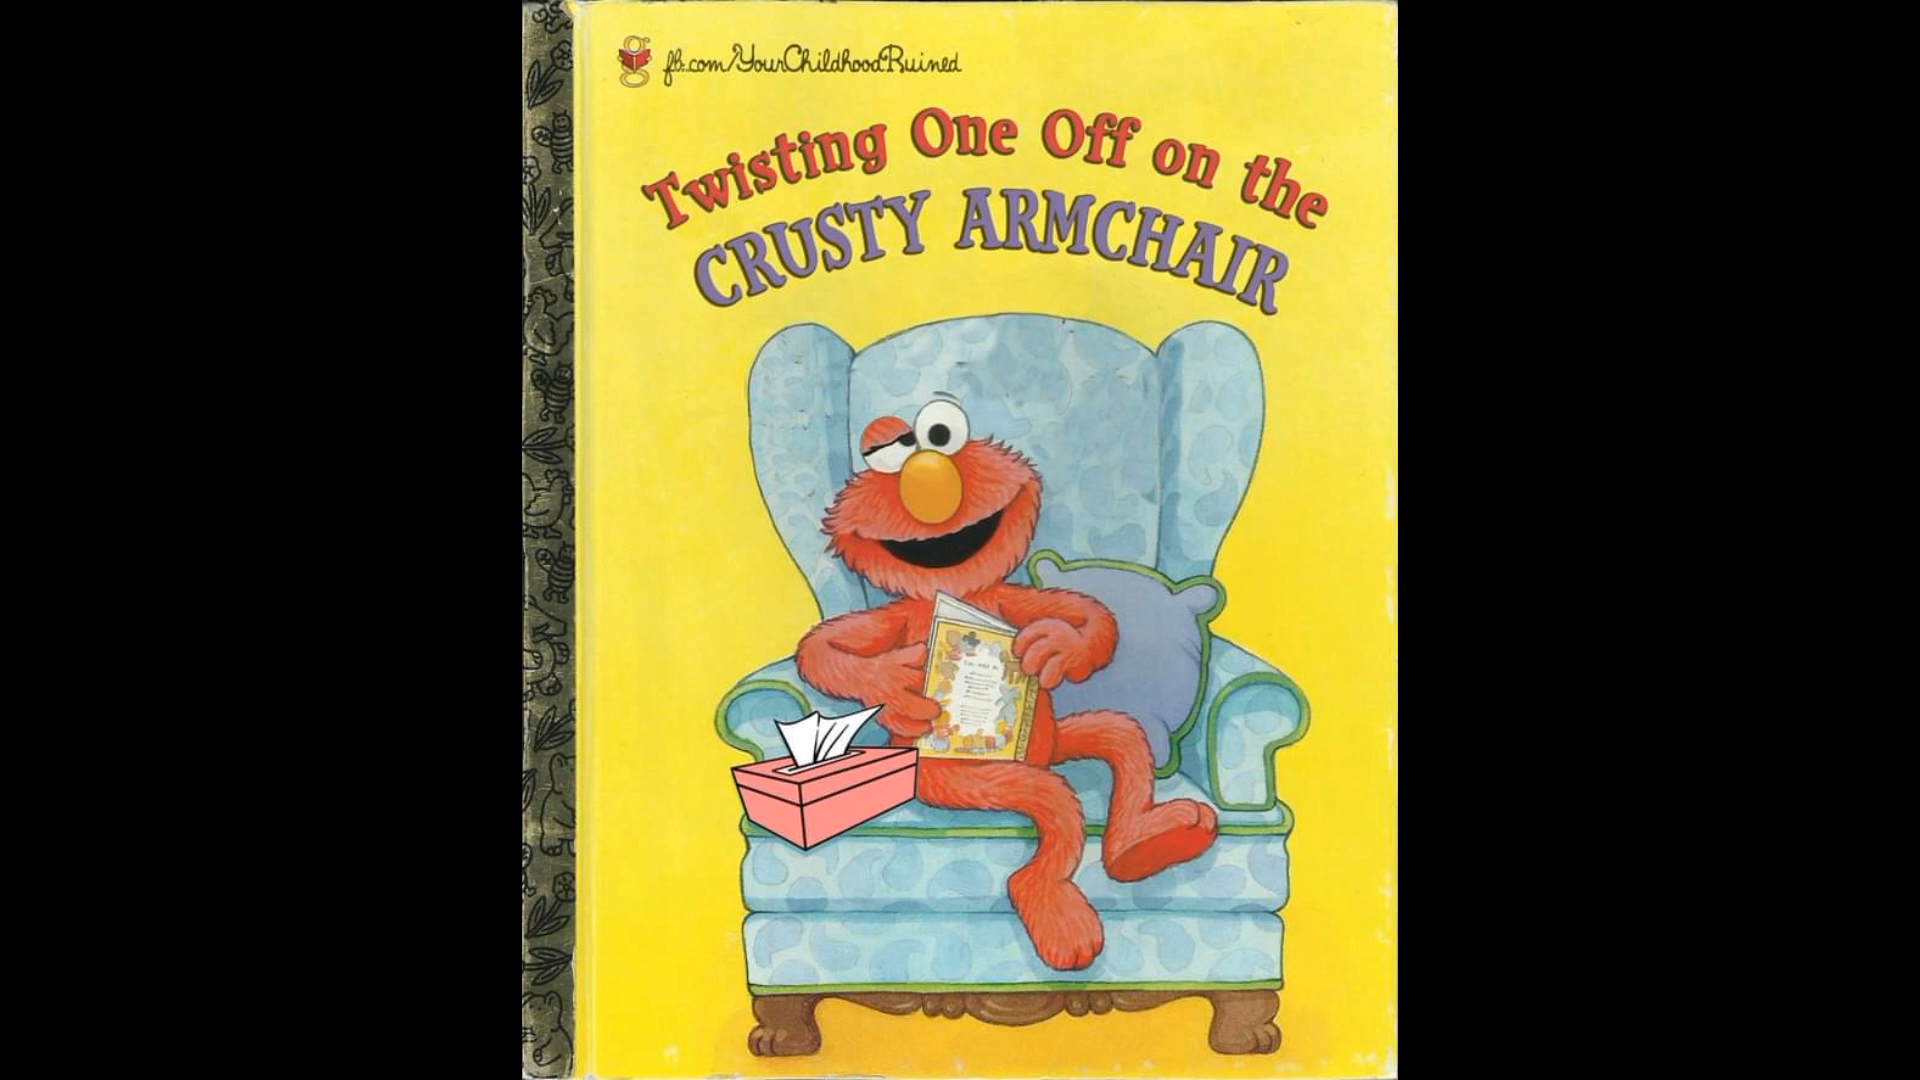 fb.com/YourChildhoodRuined
Twisting One Off on the
CRUSTY ARMCHAIR